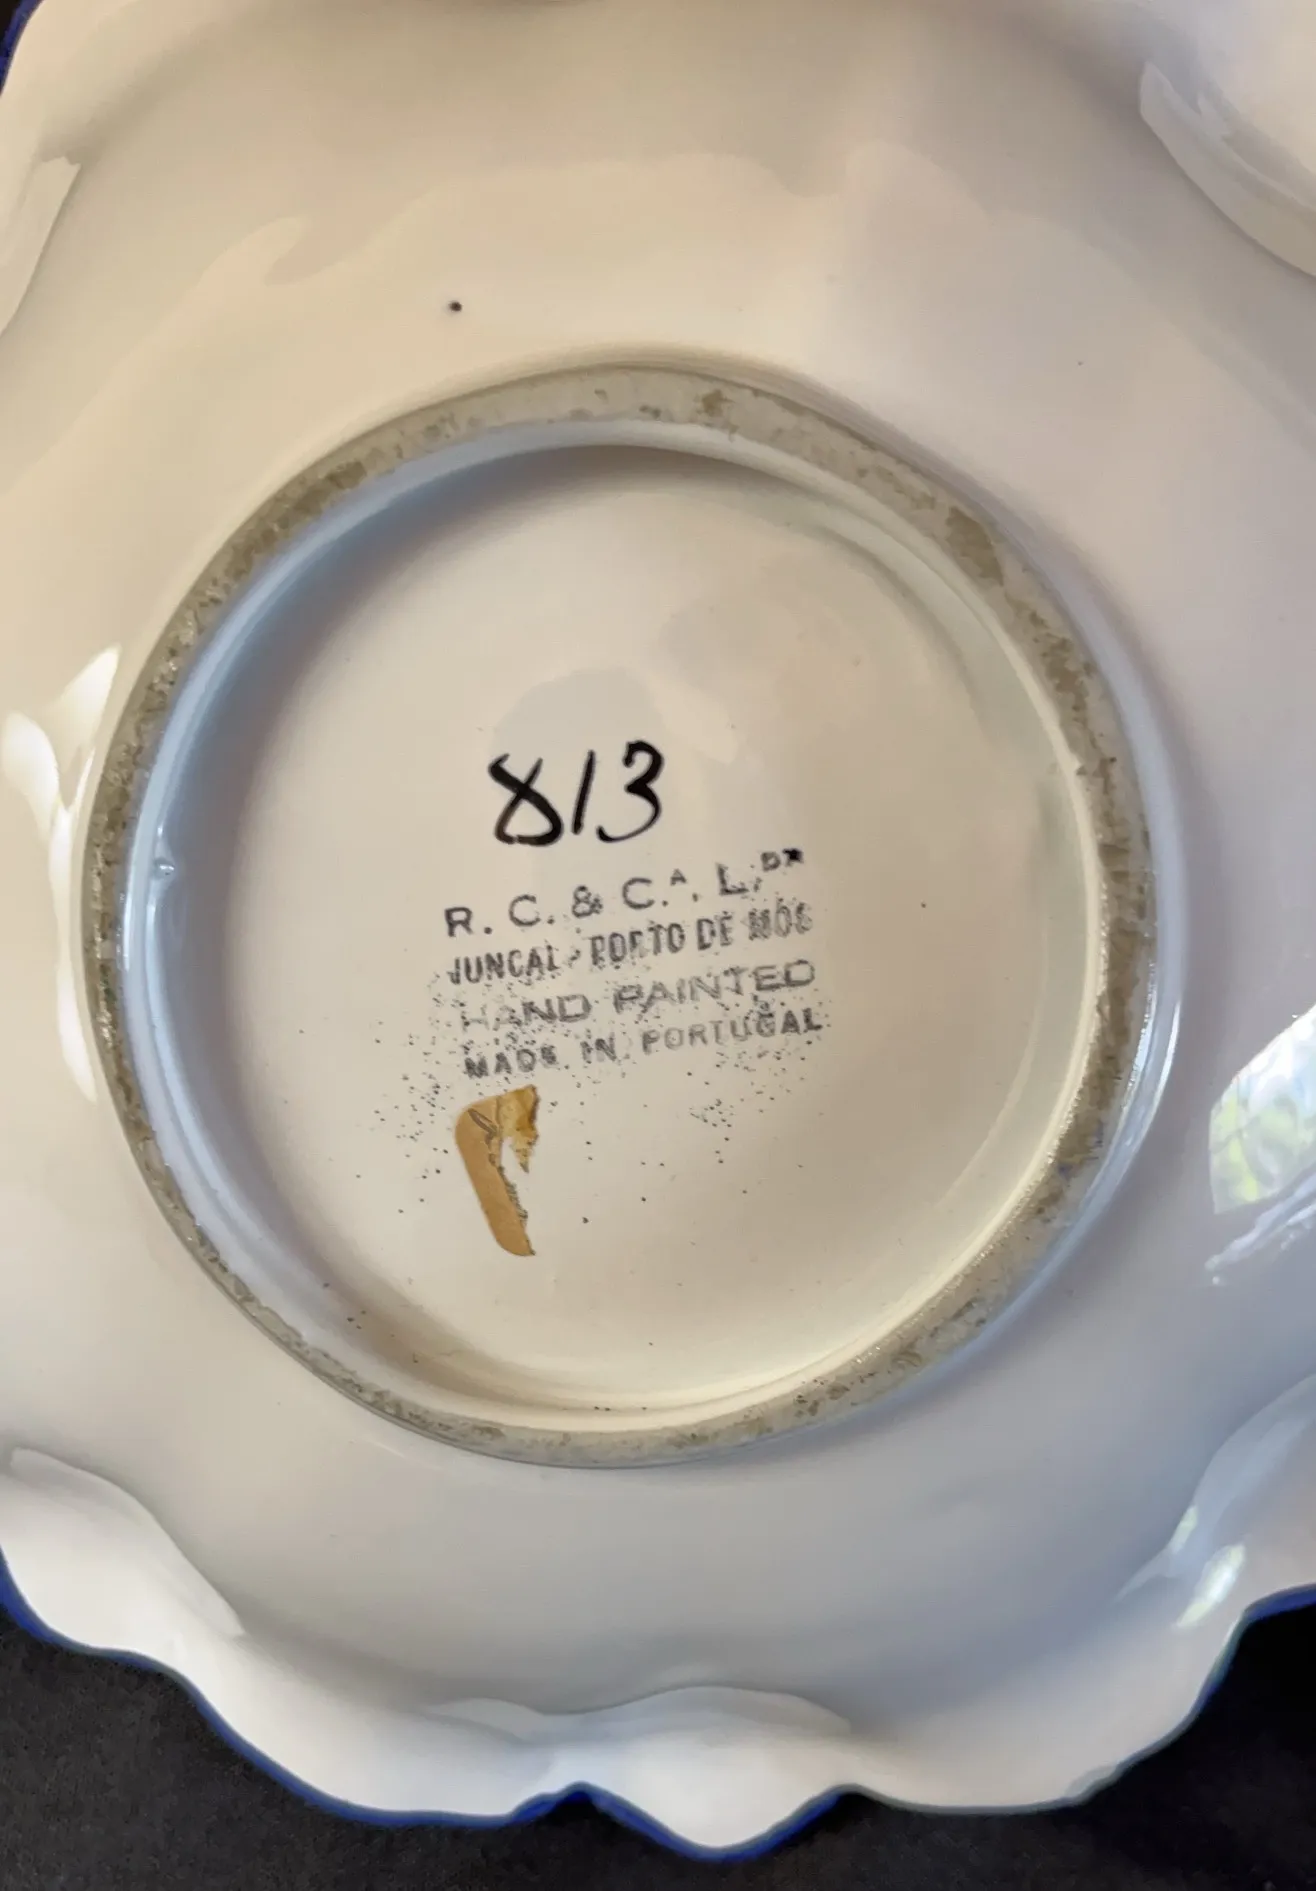 813
R. C. & C.ᴬ, L.ᴰᴬ
JUNCAL - PORTO DE MÓS
HAND PAINTED
MADE IN PORTUGAL